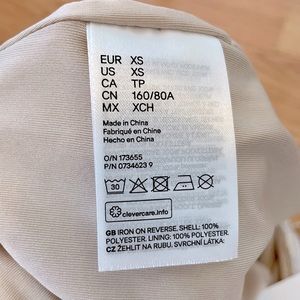 EUR XS
US XS
CA TP
CN 160/80A
MX XCH
Made in China
Fabriqué en Chine
Hecho en China
O/N 173655
P/N 0734623 9
30
clevercare.info
GB IRON ON REVERSE. SHELL: 100%
POLYESTER. LINING: 100% POLYESTER.
CZ ŽEHLIT NA RUBU. SVRCHNÍ LÁTKA: